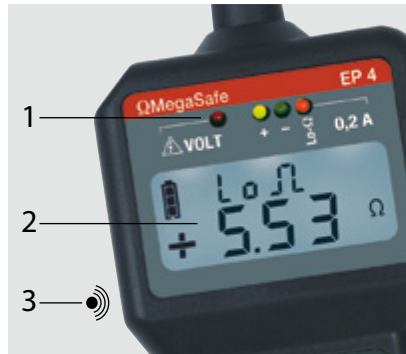 EP 4
ΩMegaSafe
1
VOLT + − Lo-Ω 0,2 A
LoΩ
2
5.53 Ω
+
3